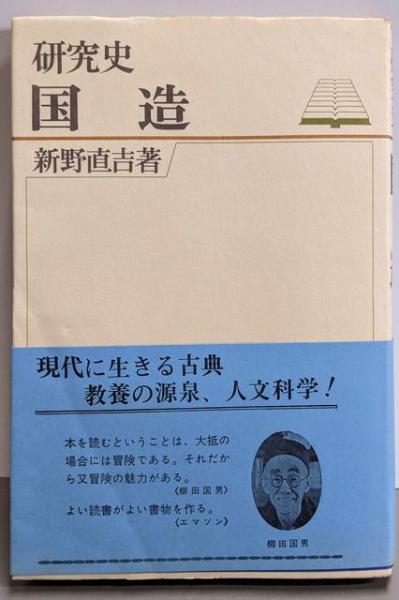 研究史
国造
新野直吉著
現代に生きる古典
教養の源泉、人文科学！
本を読むということは、大抵の
場合には冒険である。それだか
ら又冒険の魅力がある。
〈柳田国男〉
よい読書がよい書物を作る。
〈エマソン〉
柳田国男